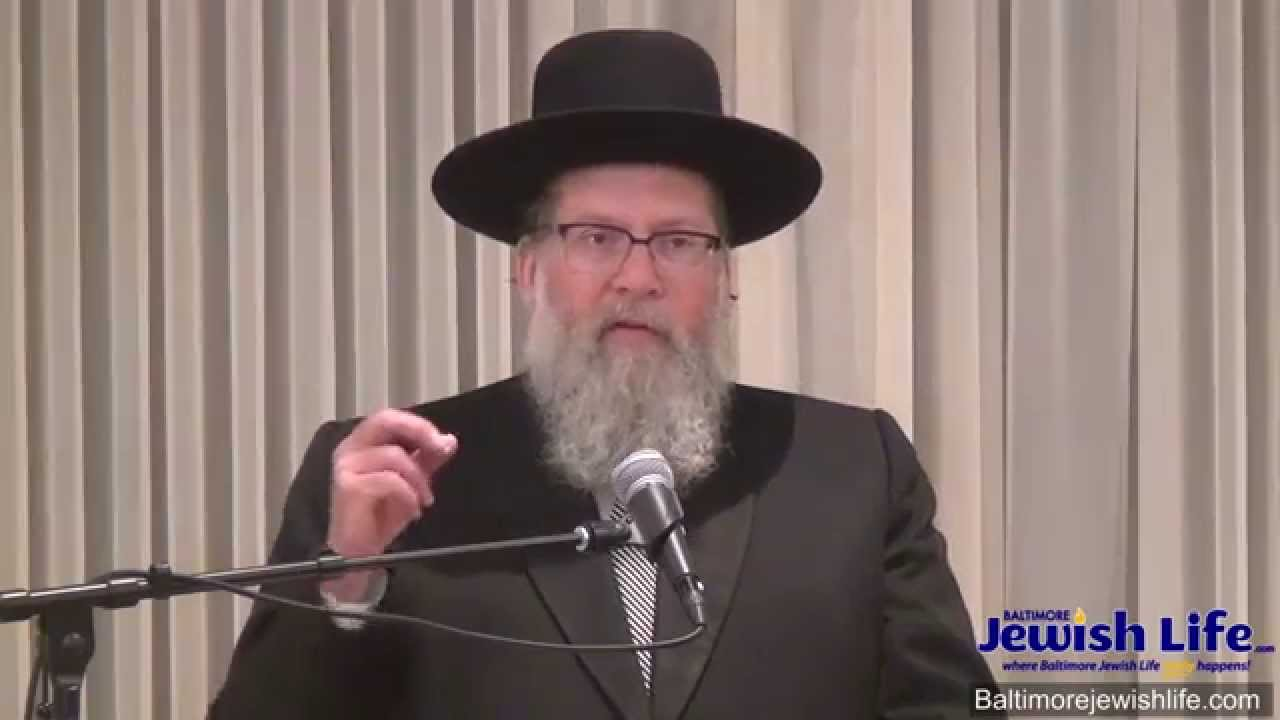 BALTIMORE
Jewish Life.com
where Baltimore Jewish Life happens!
Baltimorejewishlife.com